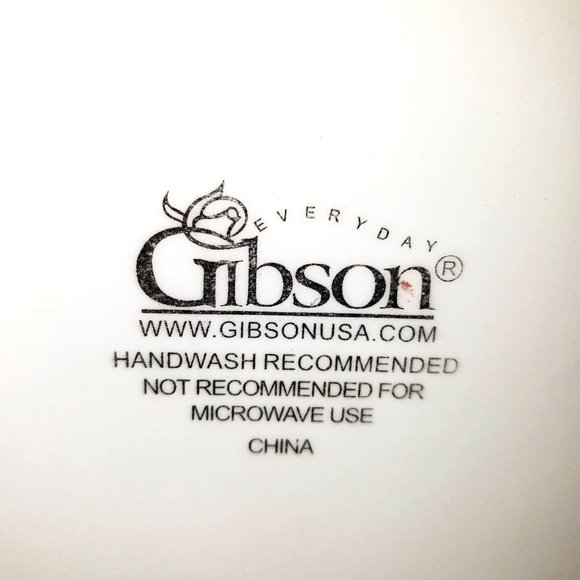 EVERYDAY
Gibson®
WWW.GIBSONUSA.COM
HANDWASH RECOMMENDED
NOT RECOMMENDED FOR
MICROWAVE USE
CHINA